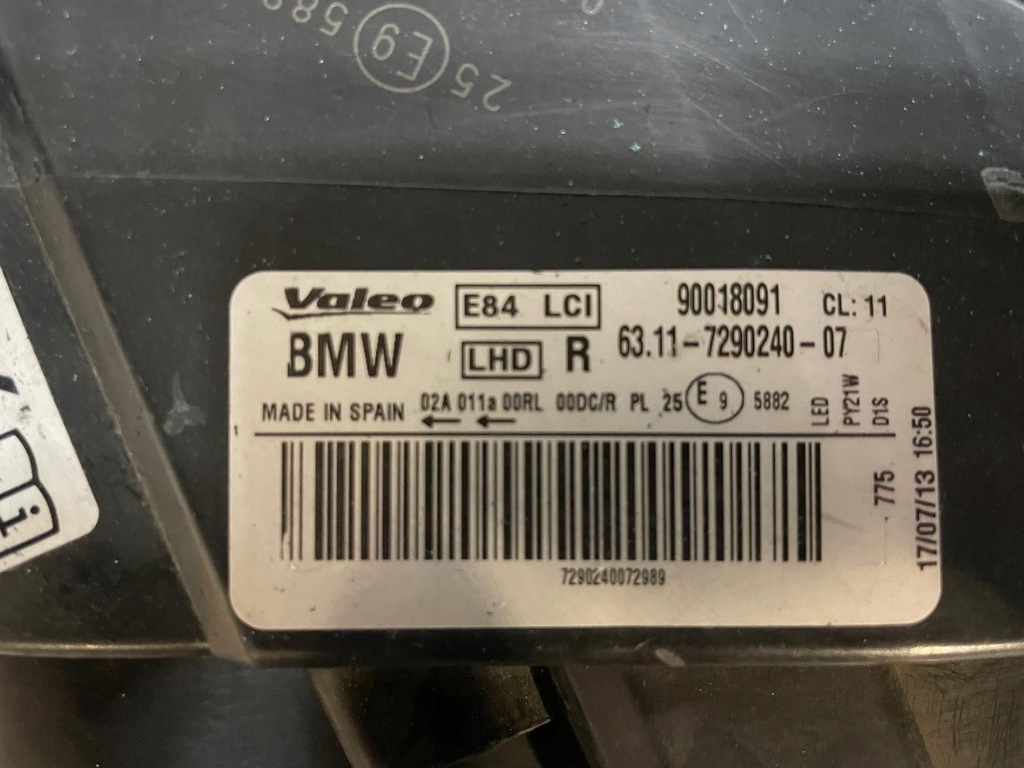 25 E9 588
Valeo E84 LCI 90018091 CL: 11
BMW LHD R 63.11-7290240-07
MADE IN SPAIN 02A 011a 00RL 00DC/R PL 25 E 9 5882
LED
PY21W
D1S
775
17/07/13 16:50
7290240072989
i